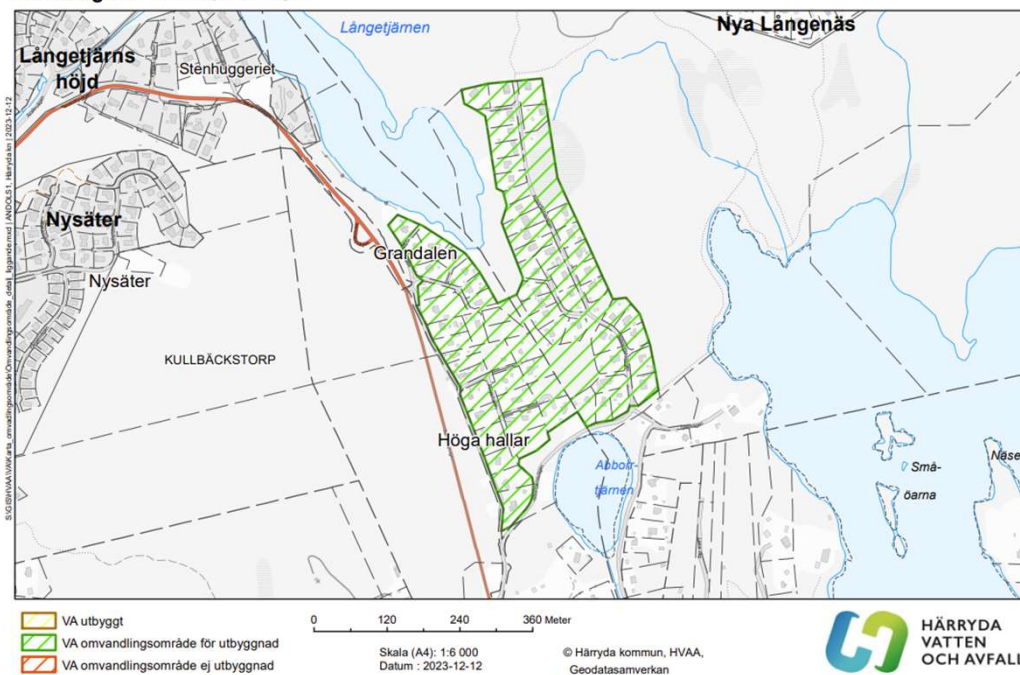 Långetjärnen
Nya Långenäs
Långetjärns
höjd
Stenhuggeriet
Nysäter
Grandalen
Nysäter
KULLBÄCKSTORP
Höga hallar
Abborr-
tjärnen
Små-
öarna
Näse
VA utbyggt
VA omvandlingsområde för utbyggnad
VA omvandlingsområde ej utbyggnad
0 120 240 360 Meter
Skala (A4): 1:6 000
Datum : 2023-12-12
© Härryda kommun, HVAA,
Geodatasamverkan
HÄRRYDA
VATTEN
OCH AVFALL